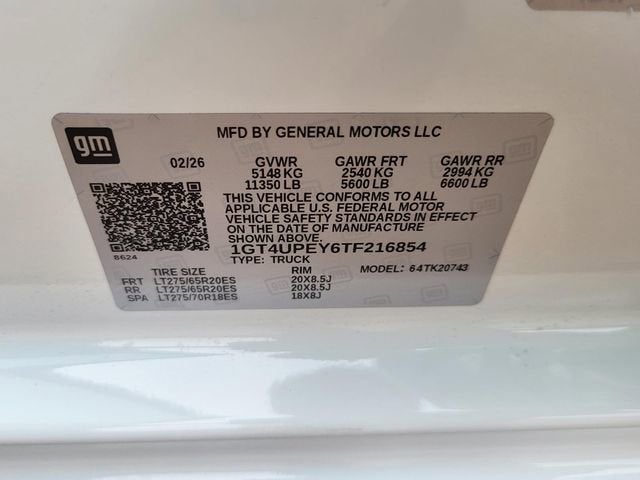 gm
MFD BY GENERAL MOTORS LLC
02/26 GVWR GAWR FRT GAWR RR
5148 KG 2540 KG 2994 KG
11350 LB 5600 LB 6600 LB
THIS VEHICLE CONFORMS TO ALL
APPLICABLE U.S. FEDERAL MOTOR
VEHICLE SAFETY STANDARDS IN EFFECT
ON THE DATE OF MANUFACTURE
SHOWN ABOVE.
8624 1GT4UPEY6TF216854
TYPE: TRUCK
TIRE SIZE RIM MODEL: 64TK20743
FRT LT275/65R20ES 20X8.5J
RR LT275/65R20ES 20X8.5J
SPA LT275/70R18ES 18X8J